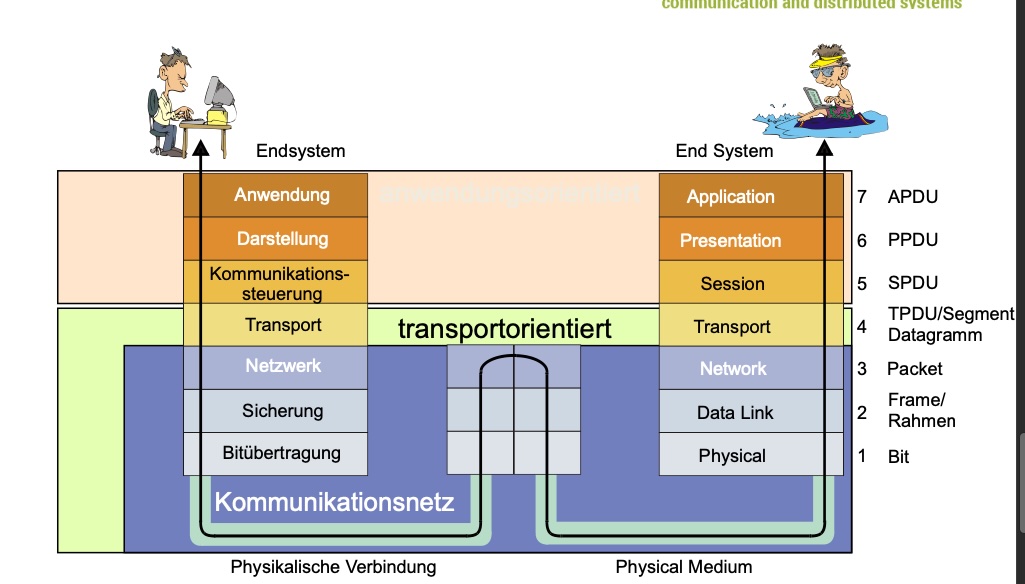 communication and distributed systems
Endsystem
End System
anwendungsorientiert
Anwendung
Application
7 APDU
Darstellung
Presentation
6 PPDU
Kommunikations-
steuerung
Session
5 SPDU
Transport
transportorientiert
Transport
4 TPDU/Segment
Datagramm
Netzwerk
Network
3 Packet
Sicherung
Data Link
2 Frame/
Rahmen
Bitübertragung
Physical
1 Bit
Kommunikationsnetz
Physikalische Verbindung
Physical Medium